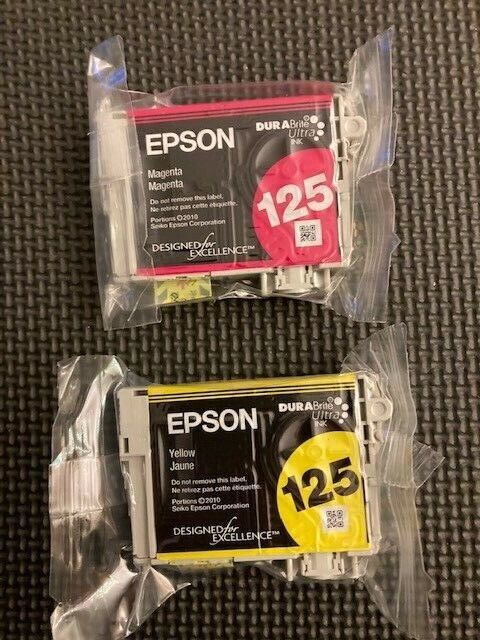 EPSON
DURABrite
Ultra
INK
Magenta
Magenta
125
Do not remove this label.
Ne retirez pas cette étiquette.
Portions ©2010
Seiko Epson Corporation
DESIGNED for
EXCELLENCE™
EPSON
DURABrite
Ultra
INK
Yellow
Jaune
125
Do not remove this label.
Ne retirez pas cette étiquette.
Portions ©2010
Seiko Epson Corporation
DESIGNED for
EXCELLENCE™